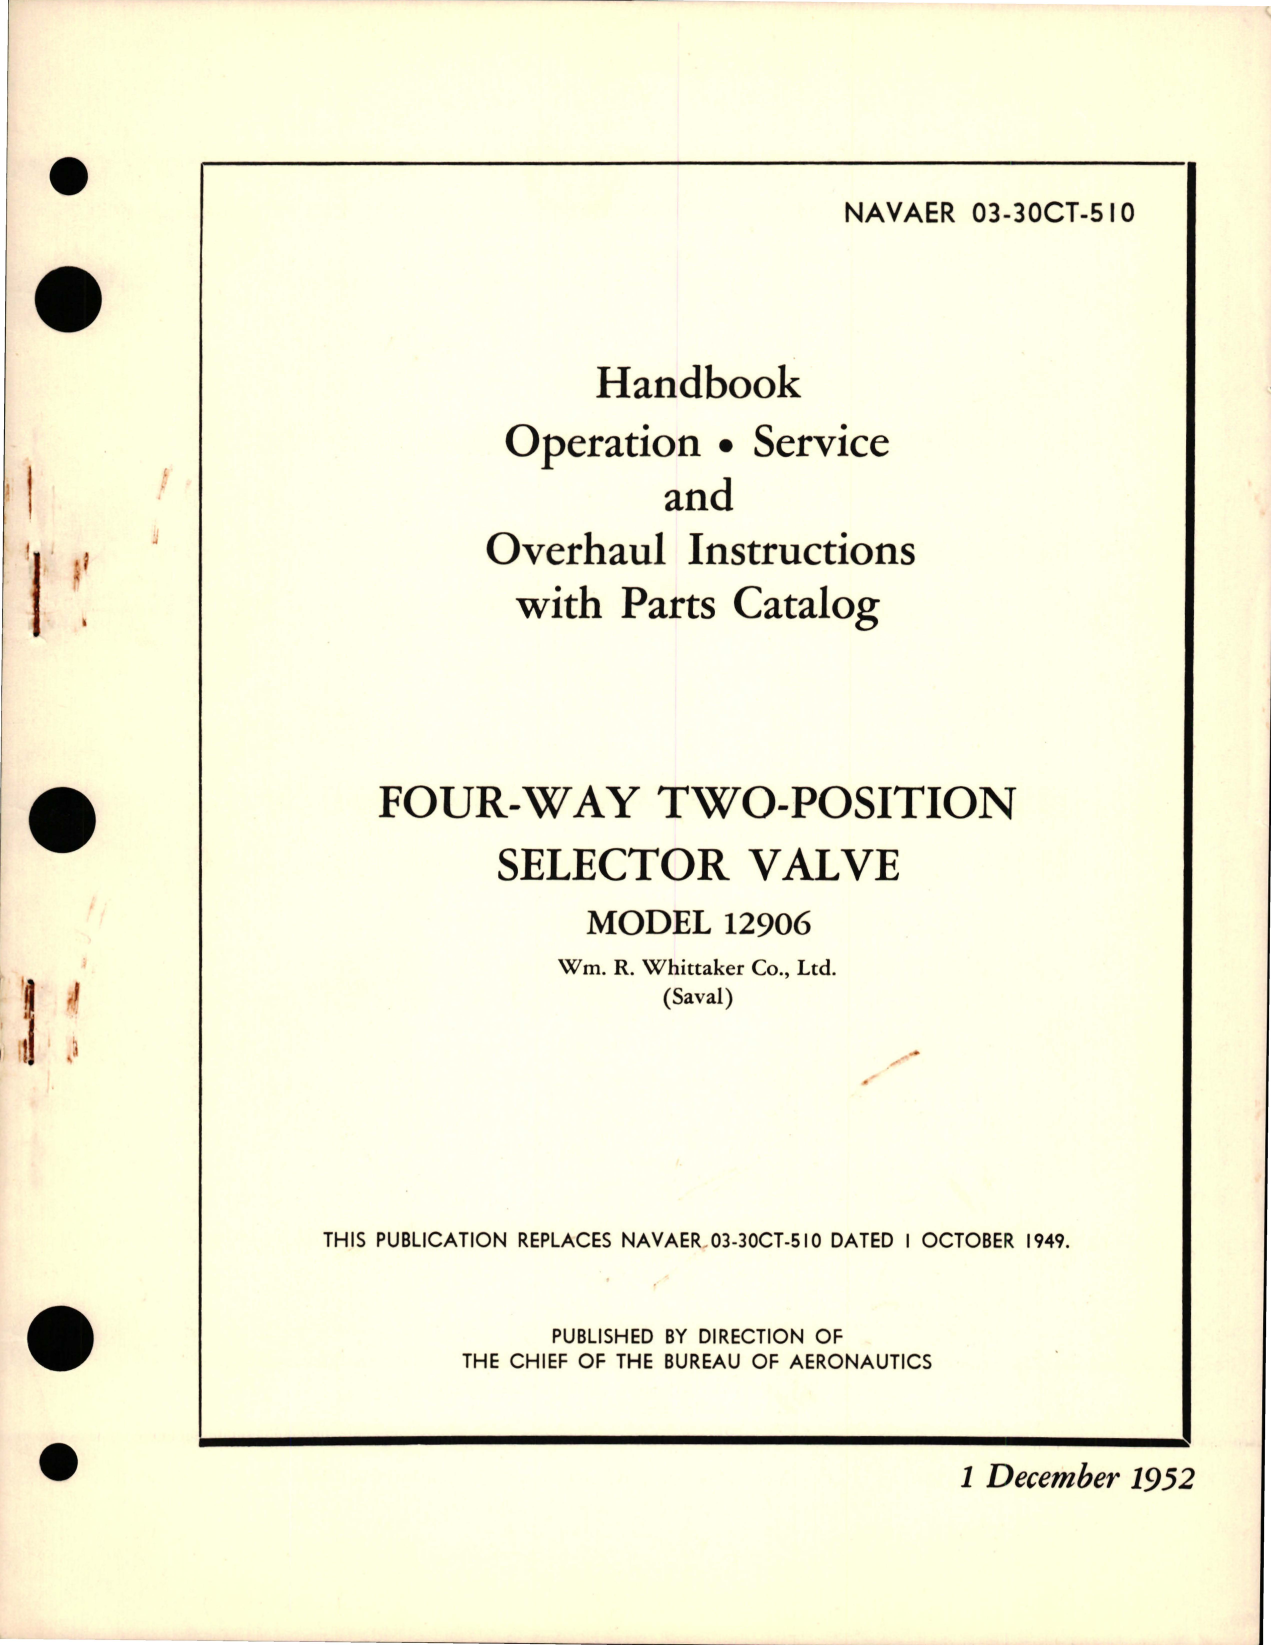 NAVAER 03-30CT-510
Handbook
Operation • Service
and
Overhaul Instructions
with Parts Catalog
FOUR-WAY TWO-POSITION
SELECTOR VALVE
MODEL 12906
Wm. R. Whittaker Co., Ltd.
(Saval)
THIS PUBLICATION REPLACES NAVAER 03-30CT-510 DATED 1 OCTOBER 1949.
PUBLISHED BY DIRECTION OF
THE CHIEF OF THE BUREAU OF AERONAUTICS
1 December 1952